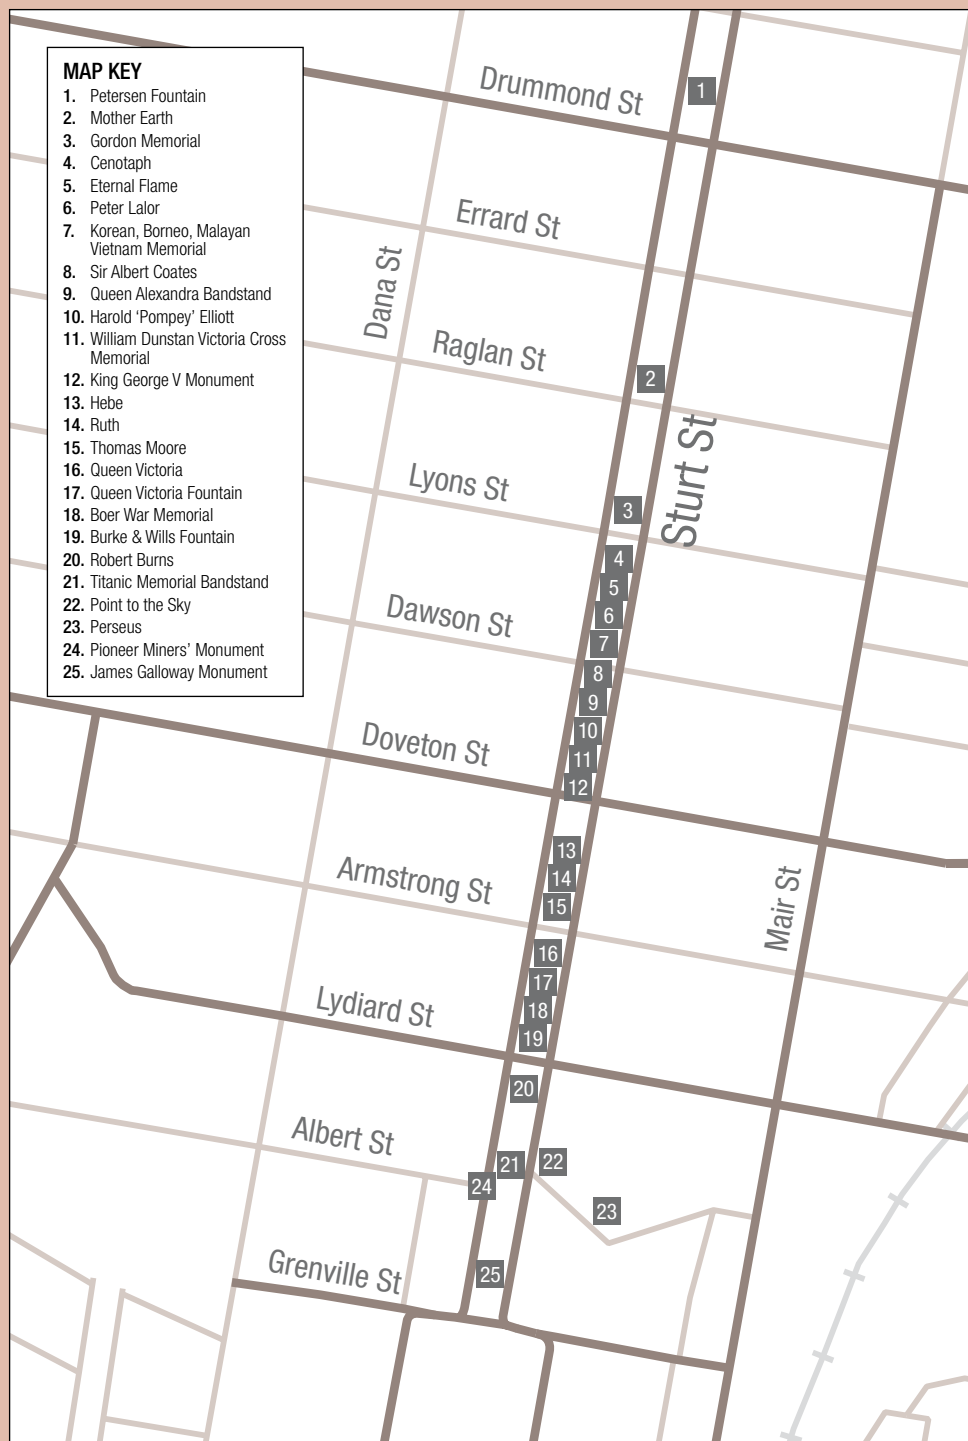 MAP KEY
1. Petersen Fountain
2. Mother Earth
3. Gordon Memorial
4. Cenotaph
5. Eternal Flame
6. Peter Lalor
7. Korean, Borneo, Malayan
Vietnam Memorial
8. Sir Albert Coates
9. Queen Alexandra Bandstand
10. Harold ‘Pompey’ Elliott
11. William Dunstan Victoria Cross
Memorial
12. King George V Monument
13. Hebe
14. Ruth
15. Thomas Moore
16. Queen Victoria
17. Queen Victoria Fountain
18. Boer War Memorial
19. Burke & Wills Fountain
20. Robert Burns
21. Titanic Memorial Bandstand
22. Point to the Sky
23. Perseus
24. Pioneer Miners’ Monument
25. James Galloway Monument
Drummond St
1
Errard St
Dana St
Raglan St
2
Sturt St
Lyons St
3
4
5
6
Dawson St
7
8
9
10
Doveton St
11
12
13
Armstrong St
14
15
Mair St
16
17
Lydiard St
18
19
20
Albert St
21
22
24
23
Grenville St
25